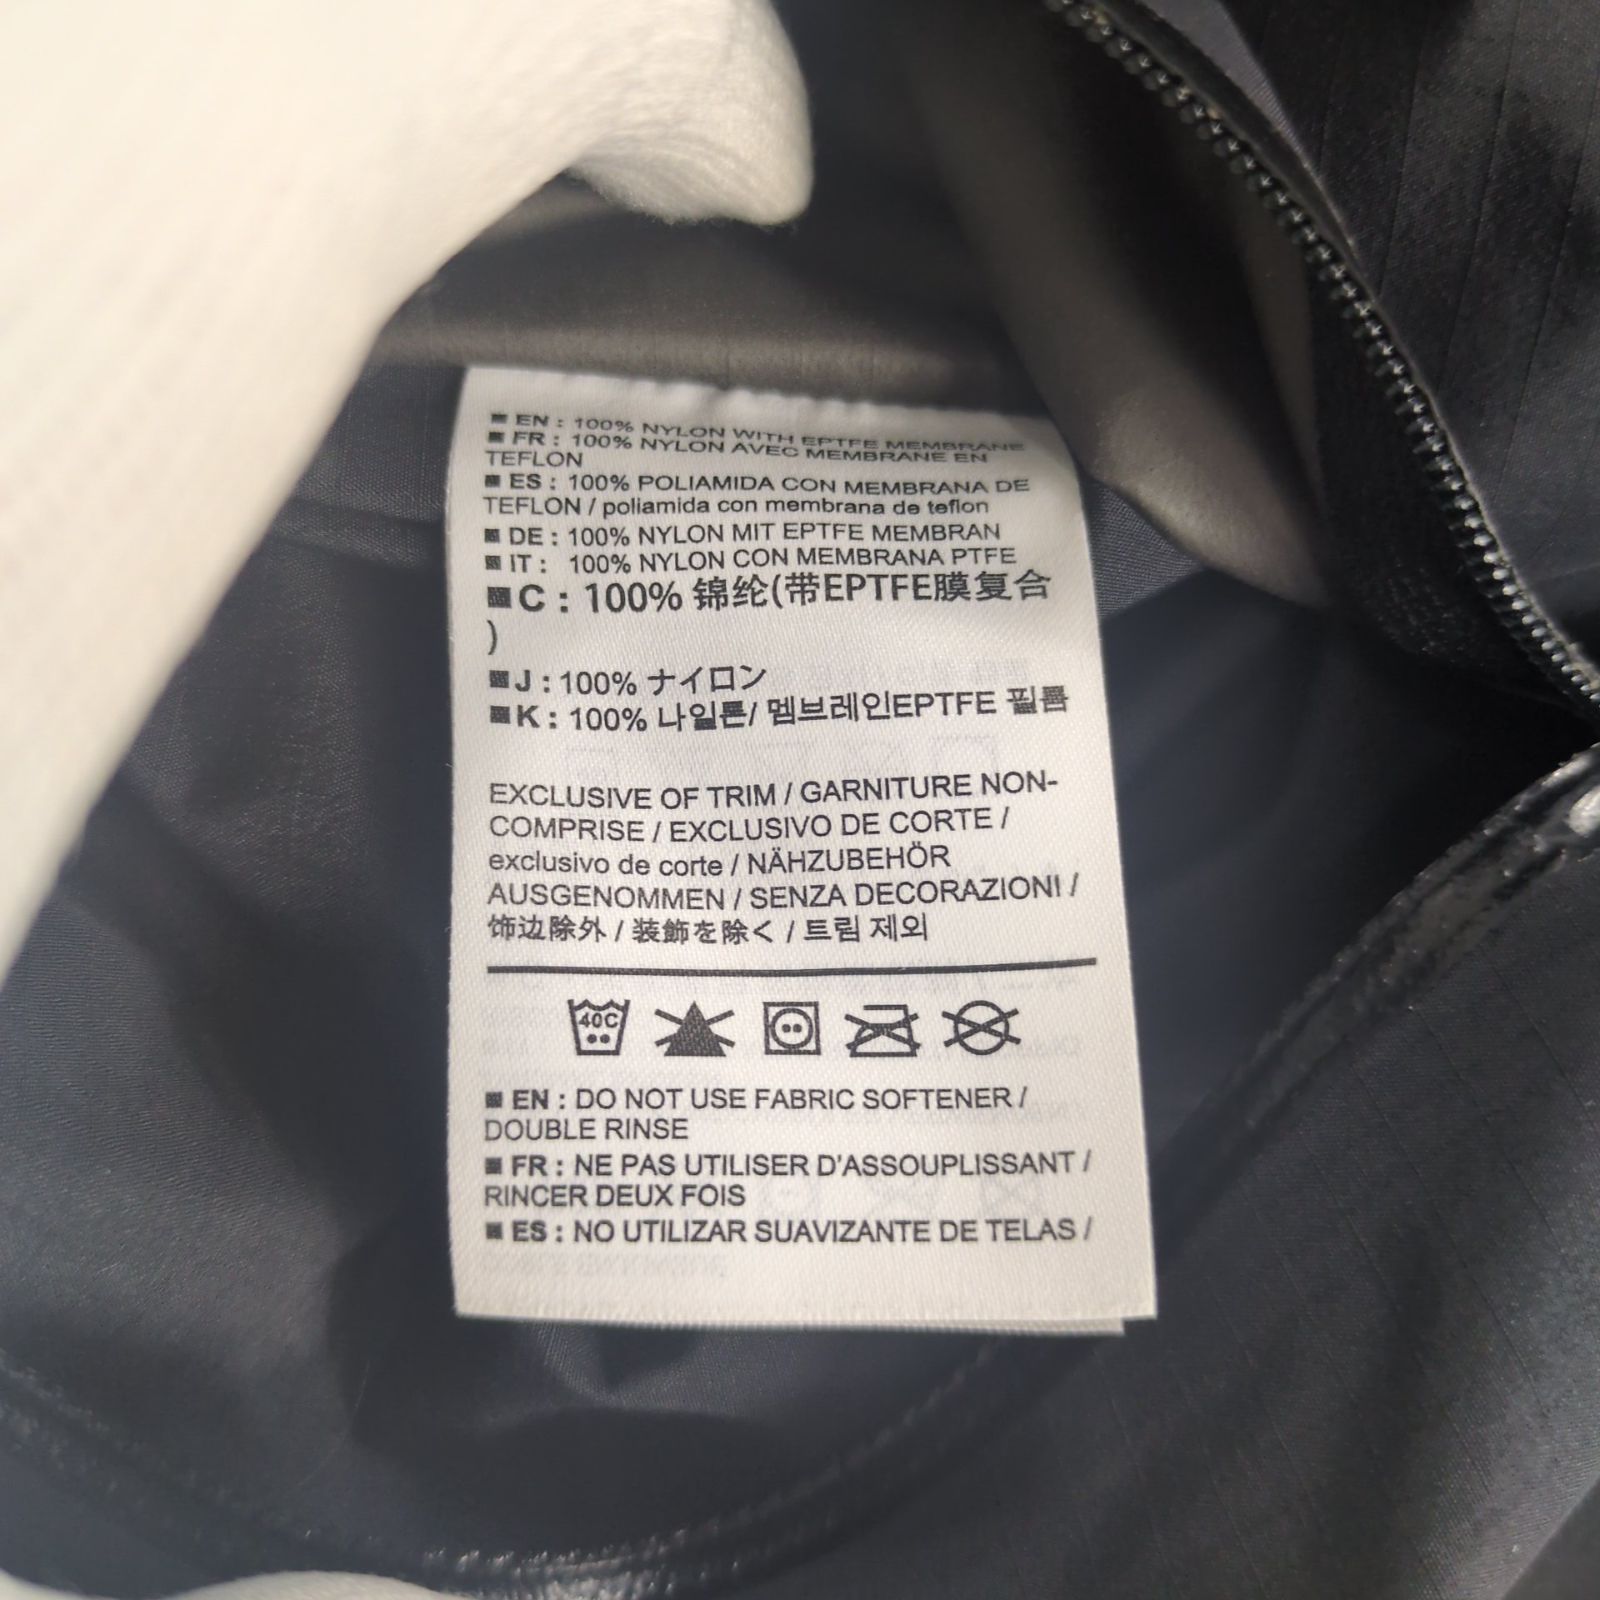 EN : 100% NYLON WITH EPTFE MEMBRANE
FR : 100% NYLON AVEC MEMBRANE EN
TEFLON
ES : 100% POLIAMIDA CON MEMBRANA DE
TEFLON / poliamida con membrana de teflon
DE : 100% NYLON MIT EPTFE MEMBRAN
IT : 100% NYLON CON MEMBRANA PTFE
C : 100% 锦纶(带EPTFE膜复合
)
J : 100% ナイロン
K : 100% 나일론/ 멤브레인EPTFE 필름
EXCLUSIVE OF TRIM / GARNITURE NON-
COMPRISE / EXCLUSIVO DE CORTE /
exclusivo de corte / NÄHZUBEHÖR
AUSGENOMMEN / SENZA DECORAZIONI /
饰边除外 / 装飾を除く / 트림 제외
40C
EN : DO NOT USE FABRIC SOFTENER /
DOUBLE RINSE
FR : NE PAS UTILISER D'ASSOUPLISSANT /
RINCER DEUX FOIS
ES : NO UTILIZAR SUAVIZANTE DE TELAS /